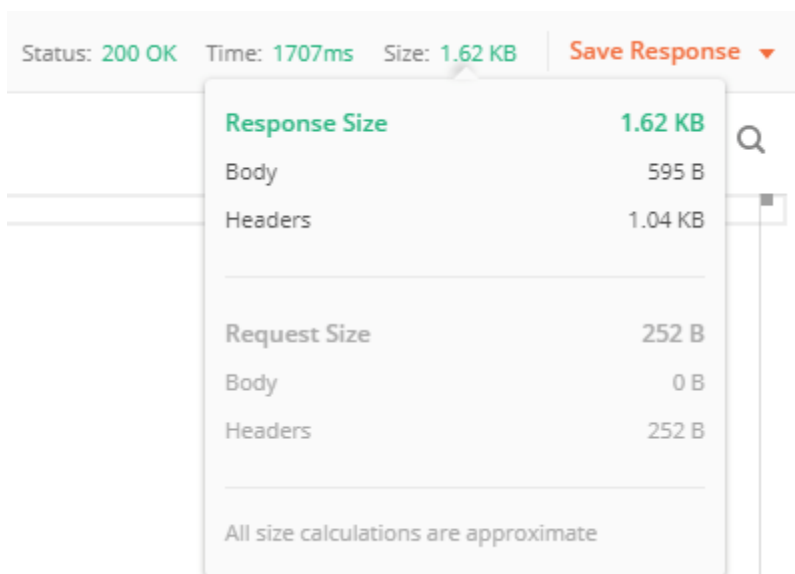 Status: 200 OK Time: 1707ms Size: 1.62 KB Save Response
Response Size 1.62 KB
Body 595 B
Headers 1.04 KB
Request Size 252 B
Body 0 B
Headers 252 B
All size calculations are approximate